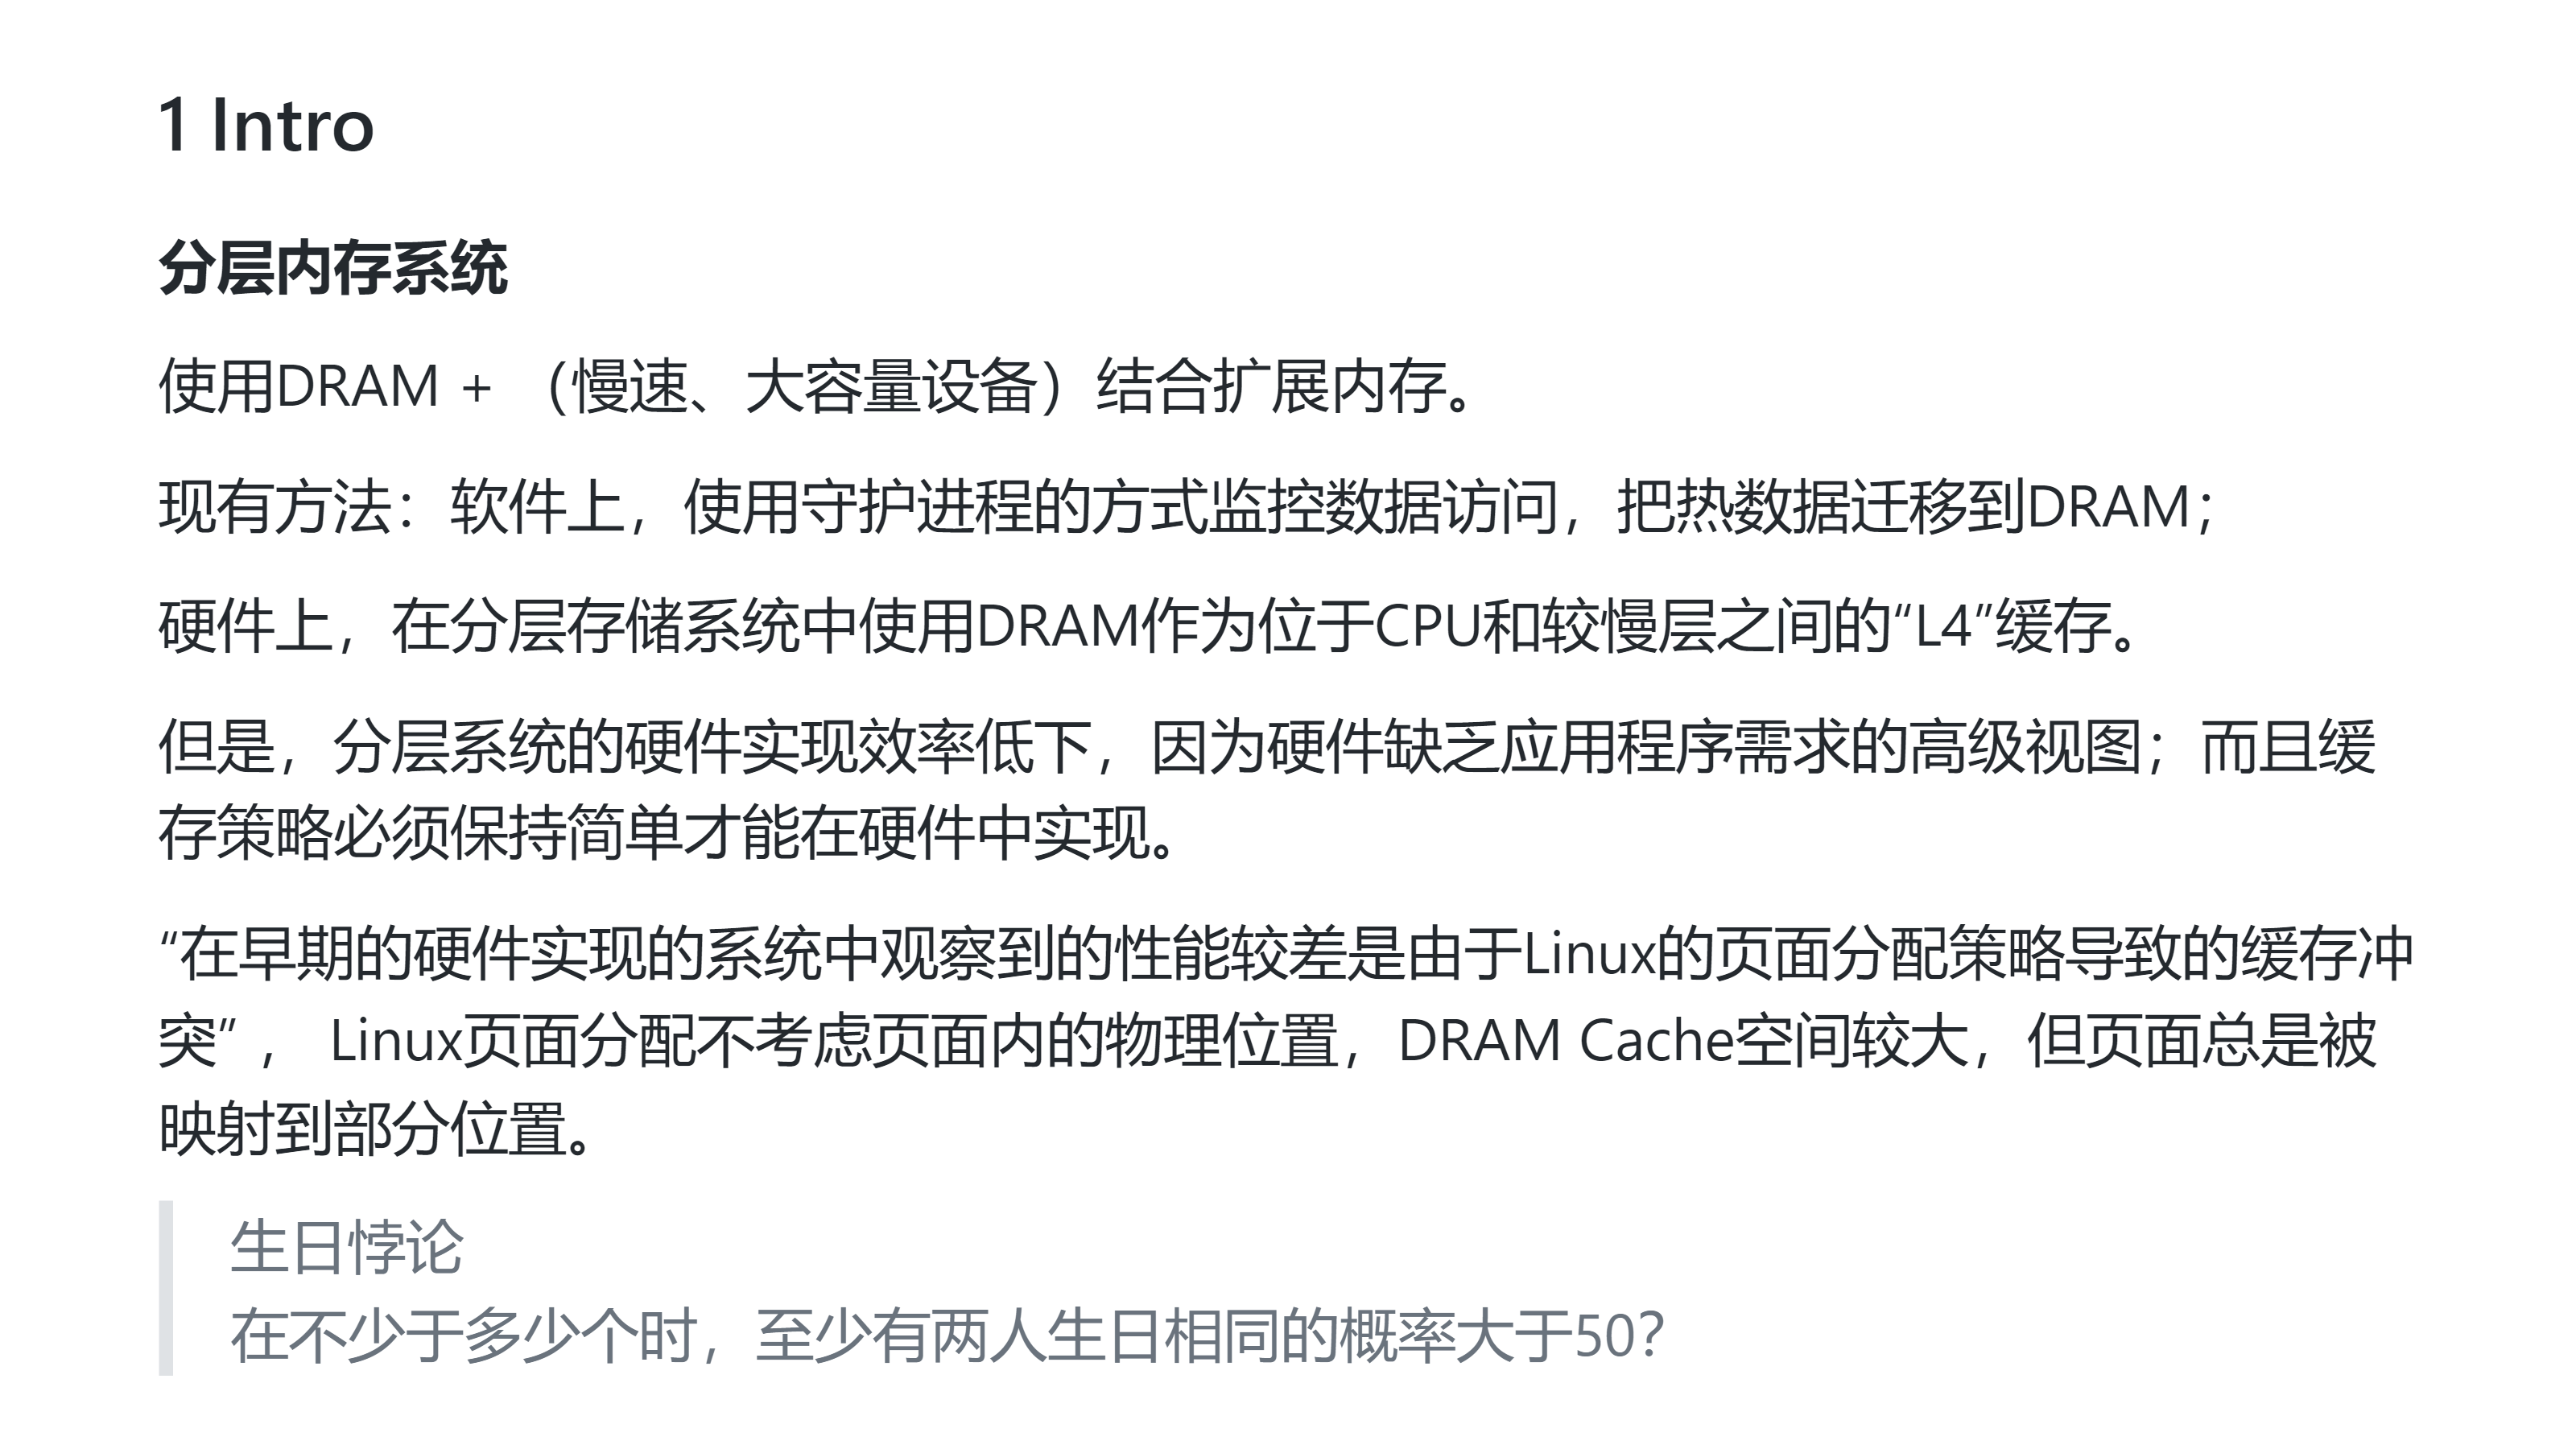 1 Intro
分层内存系统
使用DRAM + （慢速、大容量设备）结合扩展内存。
现有方法：软件上，使用守护进程的方式监控数据访问，把热数据迁移到DRAM；
硬件上，在分层存储系统中使用DRAM作为位于CPU和较慢层之间的“L4”缓存。
但是，分层系统的硬件实现效率低下，因为硬件缺乏应用程序需求的高级视图；而且缓
存策略必须保持简单才能在硬件中实现。
“在早期的硬件实现的系统中观察到的性能较差是由于Linux的页面分配策略导致的缓存冲
突”， Linux页面分配不考虑页面内的物理位置，DRAM Cache空间较大，但页面总是被
映射到部分位置。
生日悖论
在不少于多少个时，至少有两人生日相同的概率大于50？